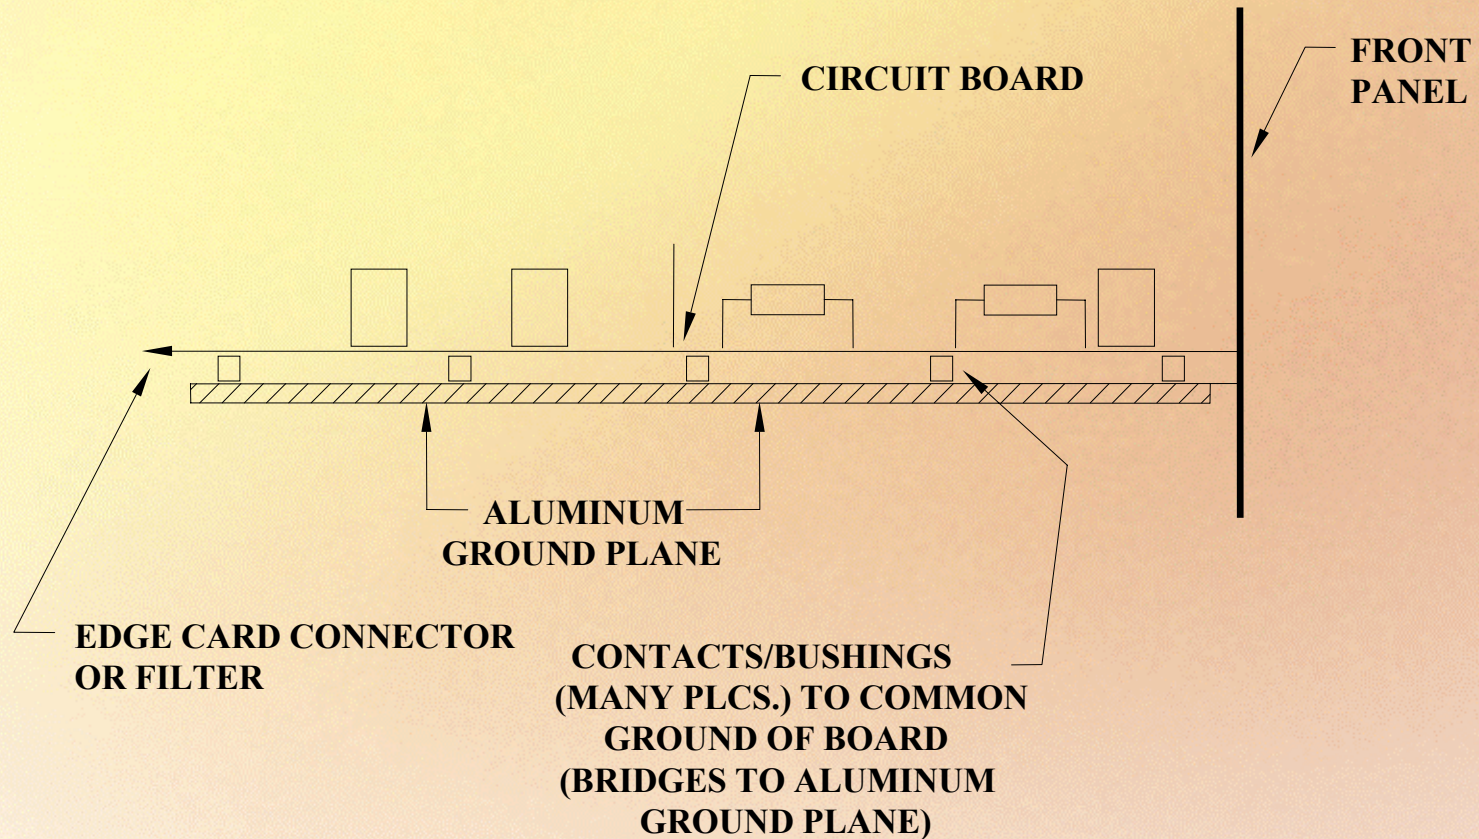 FRONT
PANEL
CIRCUIT BOARD
ALUMINUM
GROUND PLANE
EDGE CARD CONNECTOR
OR FILTER
CONTACTS/BUSHINGS
(MANY PLCS.) TO COMMON
GROUND OF BOARD
(BRIDGES TO ALUMINUM
GROUND PLANE)